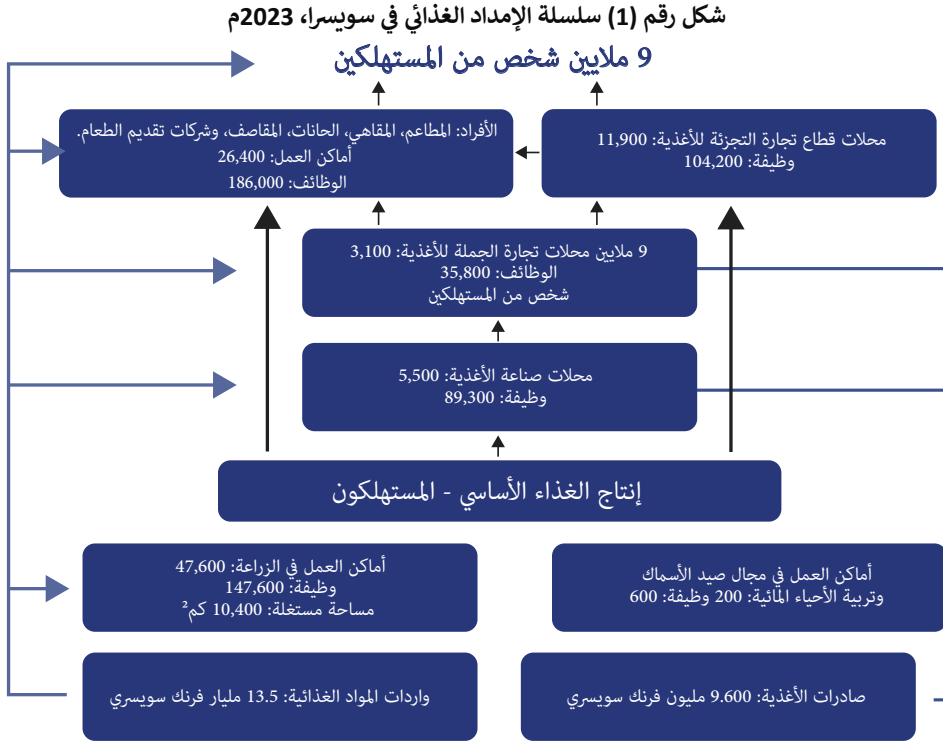 شكل رقم (1) سلسلة الإمداد الغذائي في سويسرا، 2023م
9 ملايين شخص من المستهلكين
محلات قطاع تجارة التجزئة للأغذية: 11,900
وظيفة: 104,200
الأفراد: المطاعم، المقاهي، الحانات، المقاصف، وشركات تقديم الطعام.
أماكن العمل: 26,400
الوظائف: 186,000
9 ملايين محلات تجارة الجملة للأغذية: 3,100
الوظائف: 35,800
شخص من المستهلكين
محلات صناعة الأغذية: 5,500
وظيفة: 89,300
إنتاج الغذاء الأساسي - المستهلكون
أماكن العمل في مجال صيد الأسماك
وتربية الأحياء المائية: 200 وظيفة: 600
أماكن العمل في الزراعة: 47,600
وظيفة: 147,600
مساحة مستغلة: 10,400 كم²
صادرات الأغذية: 9.600 مليون فرنك سويسري
واردات المواد الغذائية: 13.5 مليار فرنك سويسري